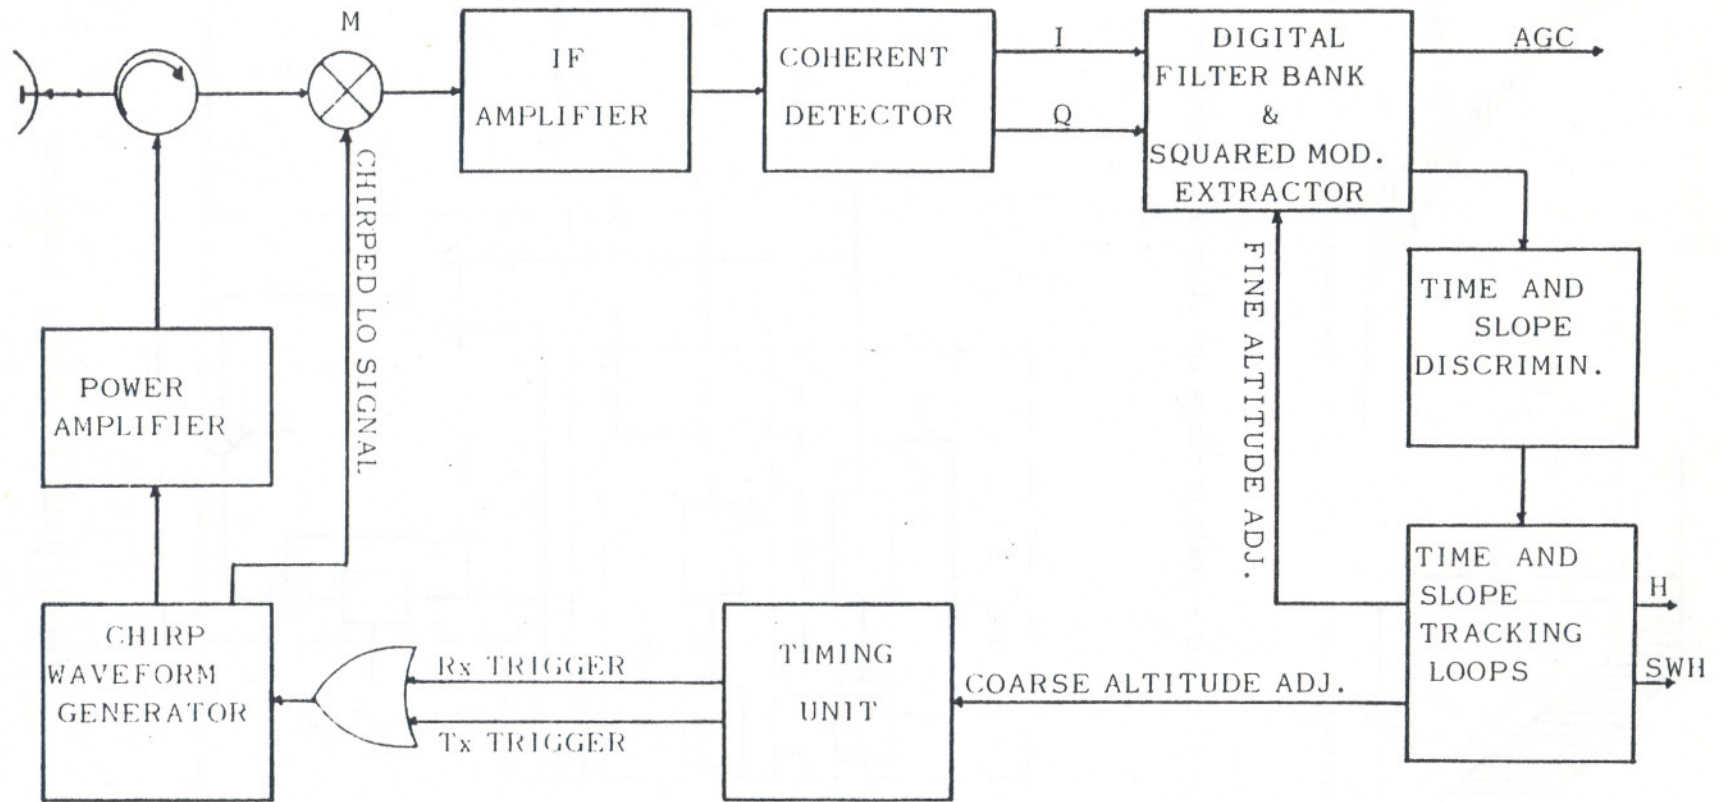 M
IF
AMPLIFIER
COHERENT
DETECTOR
I
Q
DIGITAL
FILTER BANK
&
SQUARED MOD.
EXTRACTOR
AGC
CHIRPED LO SIGNAL
FINE ALTITUDE ADJ.
TIME AND
SLOPE
DISCRIMIN.
POWER
AMPLIFIER
TIME AND
SLOPE
TRACKING
LOOPS
H
SWH
CHIRP
WAVEFORM
GENERATOR
Rx TRIGGER
Tx TRIGGER
TIMING
UNIT
COARSE ALTITUDE ADJ.